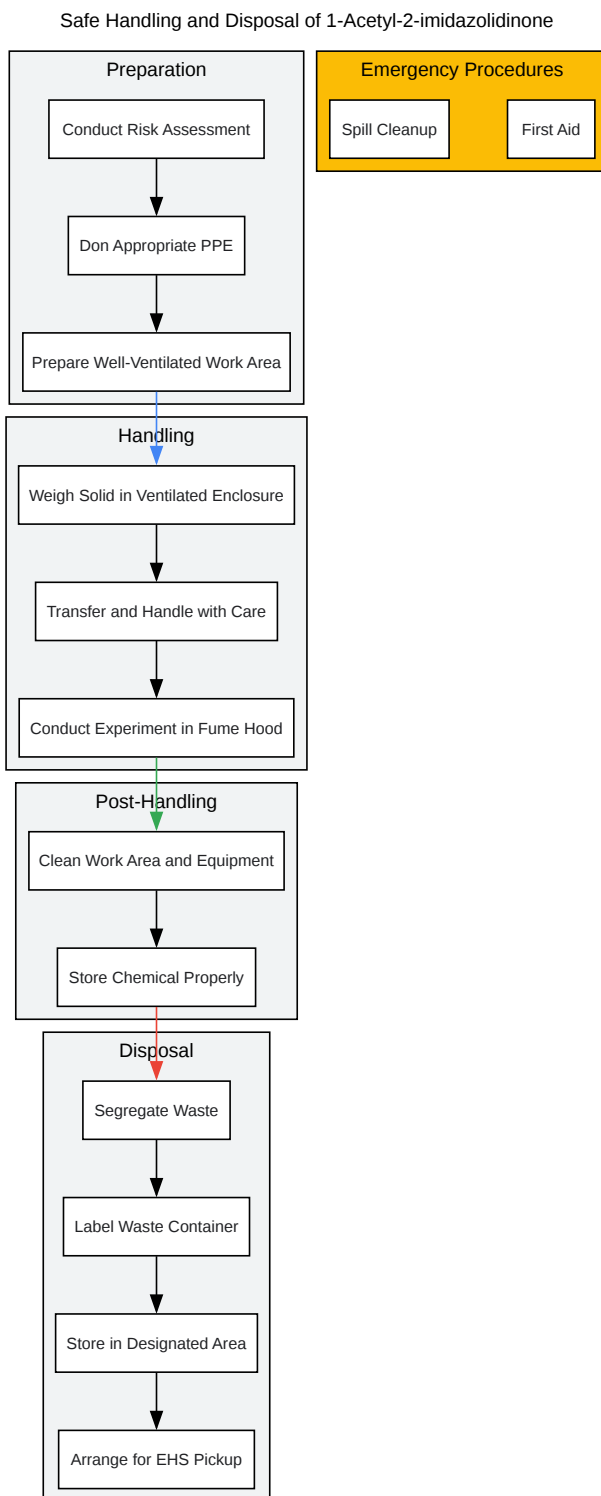 Safe Handling and Disposal of 1-Acetyl-2-imidazolidinone
Preparation
Conduct Risk Assessment
Don Appropriate PPE
Prepare Well-Ventilated Work Area
Emergency Procedures
Spill Cleanup
First Aid
Handling
Weigh Solid in Ventilated Enclosure
Transfer and Handle with Care
Conduct Experiment in Fume Hood
Post-Handling
Clean Work Area and Equipment
Store Chemical Properly
Disposal
Segregate Waste
Label Waste Container
Store in Designated Area
Arrange for EHS Pickup